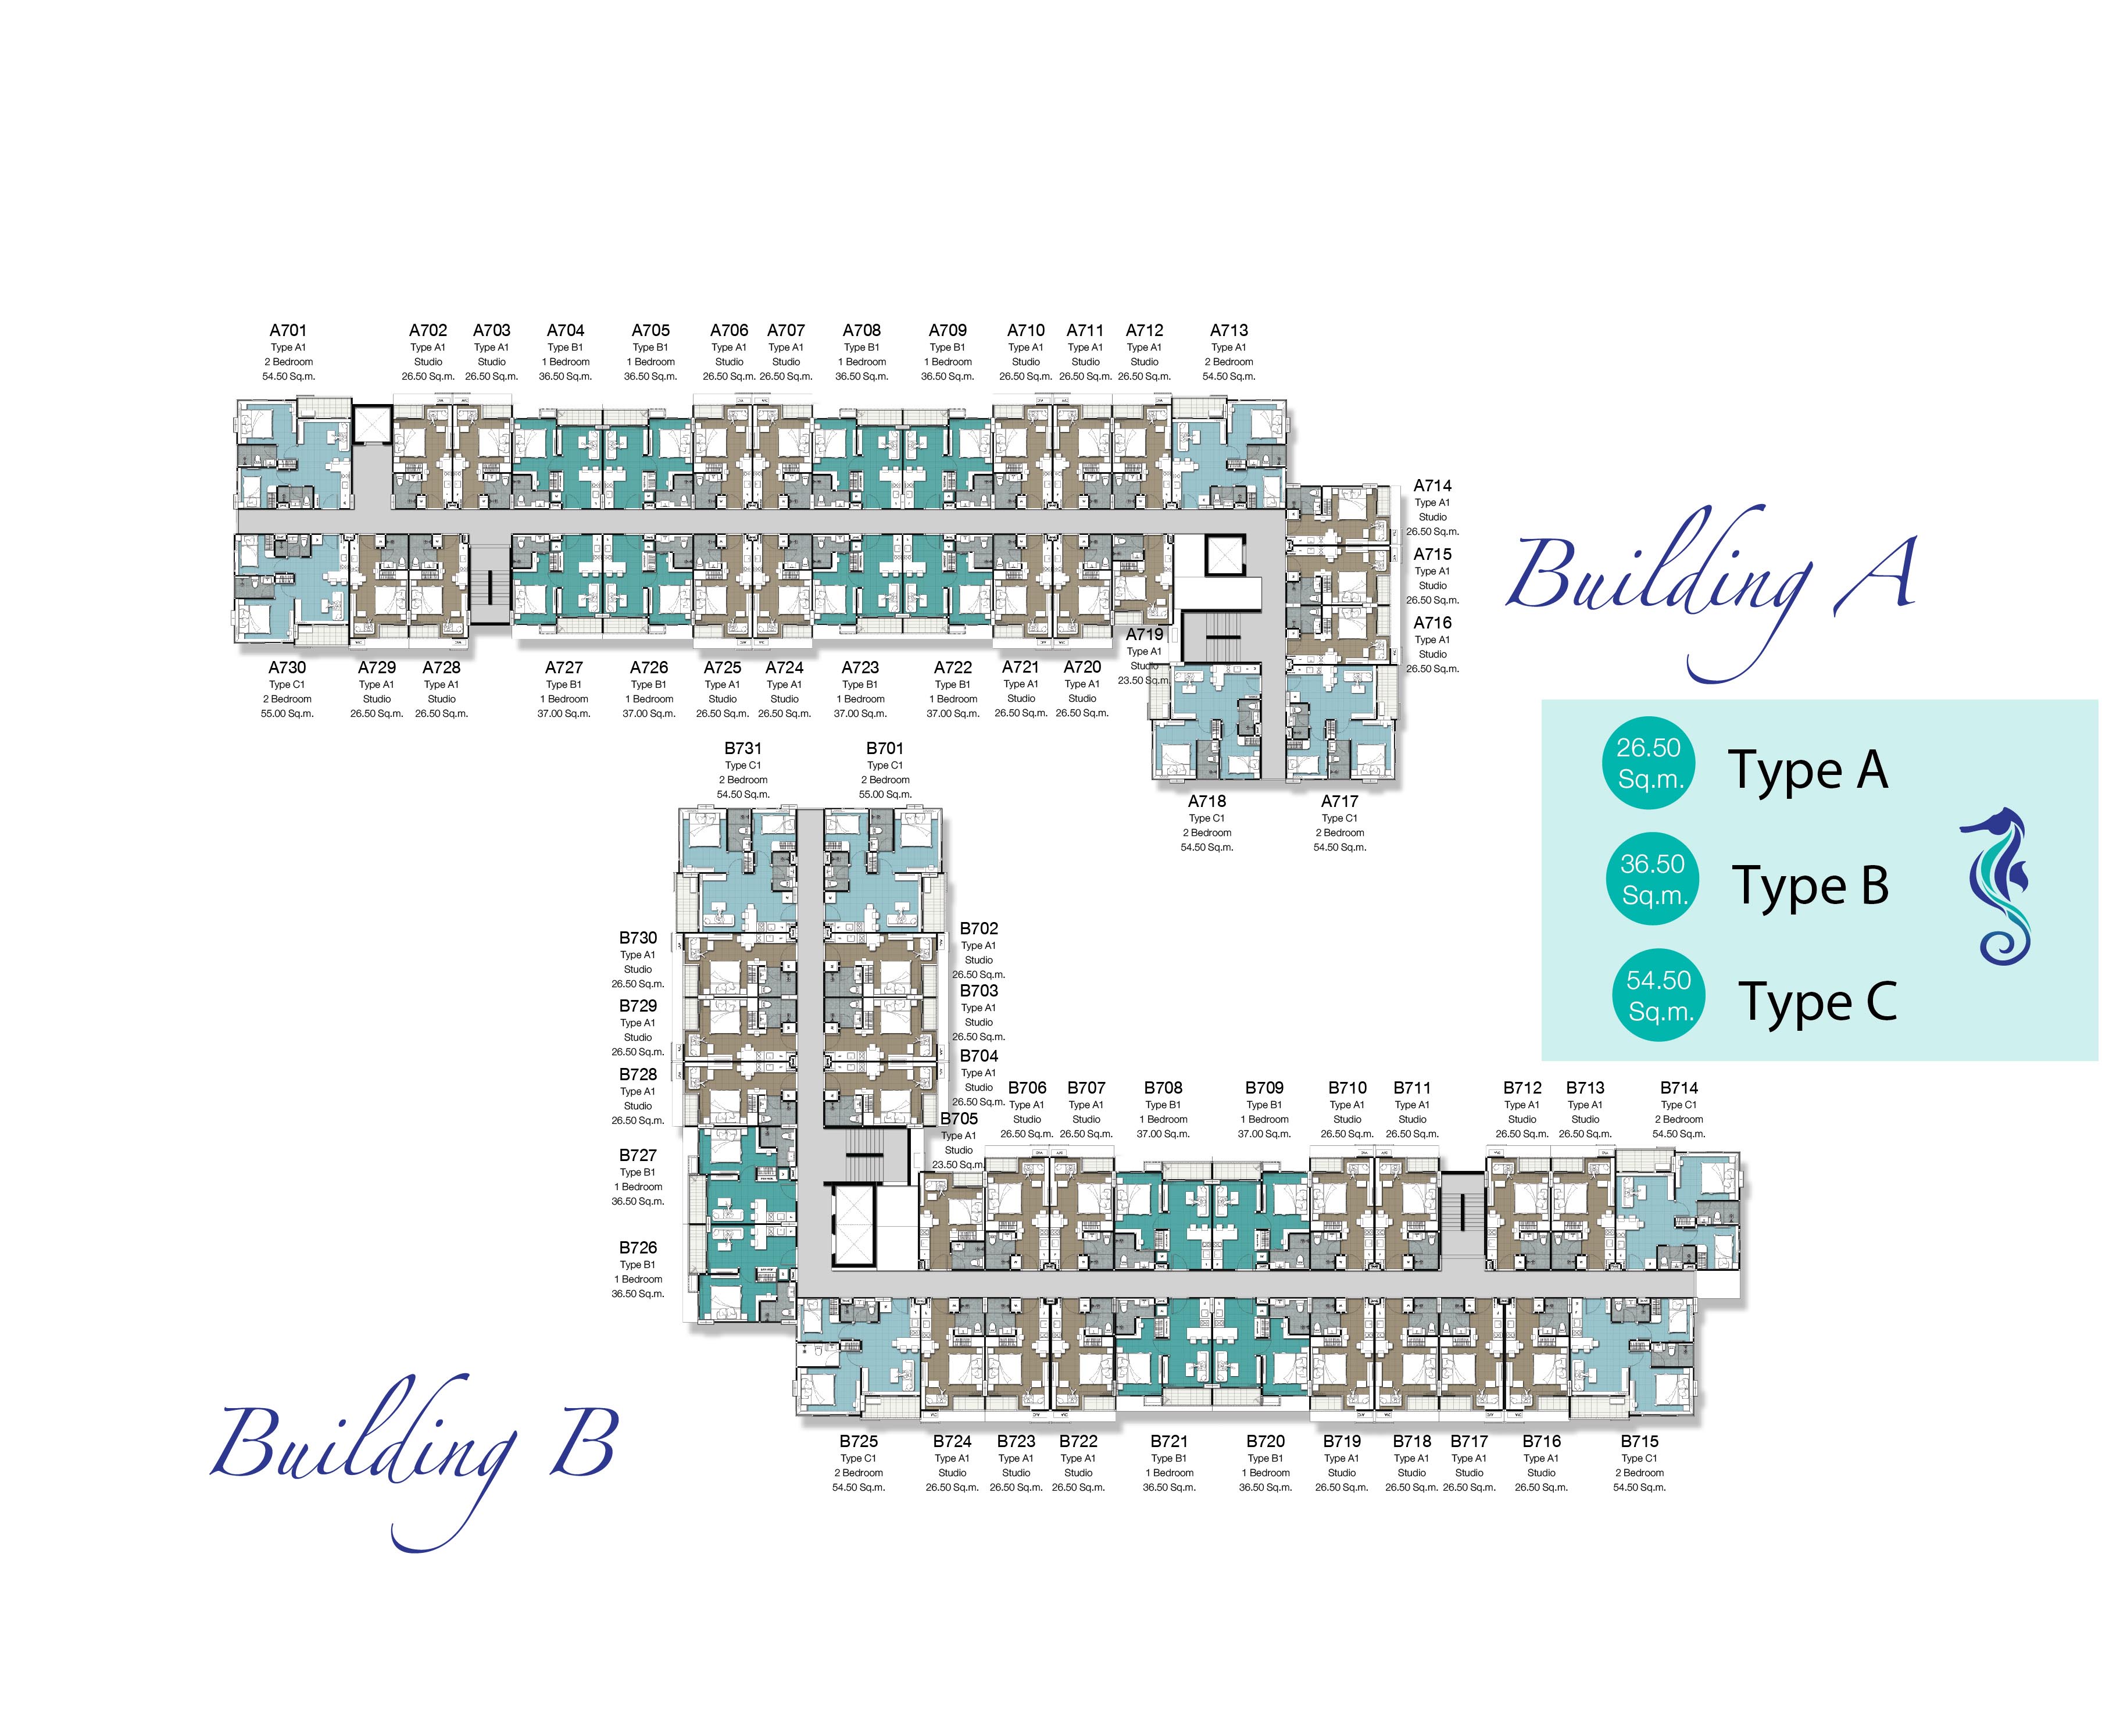 A701
Type A1
2 Bedroom
54.50 Sq.m.
A702
Type A1
Studio
26.50 Sq.m.
A703
Type A1
Studio
26.50 Sq.m.
A704
Type B1
1 Bedroom
36.50 Sq.m.
A705
Type B1
1 Bedroom
36.50 Sq.m.
A706
Type A1
Studio
26.50 Sq.m.
A707
Type A1
Studio
26.50 Sq.m.
A708
Type B1
1 Bedroom
36.50 Sq.m.
A709
Type B1
1 Bedroom
36.50 Sq.m.
A710
Type A1
Studio
26.50 Sq.m.
A711
Type A1
Studio
26.50 Sq.m.
A712
Type A1
Studio
26.50 Sq.m.
A713
Type A1
2 Bedroom
54.50 Sq.m.
A714
Type A1
Studio
26.50 Sq.m.
A715
Type A1
Studio
26.50 Sq.m.
A716
Type A1
Studio
26.50 Sq.m.
Building A
A730
Type C1
2 Bedroom
55.00 Sq.m.
A729
Type A1
Studio
26.50 Sq.m.
A728
Type A1
Studio
26.50 Sq.m.
A727
Type B1
1 Bedroom
37.00 Sq.m.
A726
Type B1
1 Bedroom
37.00 Sq.m.
A725
Type A1
Studio
26.50 Sq.m.
A724
Type A1
Studio
26.50 Sq.m.
A723
Type B1
1 Bedroom
37.00 Sq.m.
A722
Type B1
1 Bedroom
37.00 Sq.m.
A721
Type A1
Studio
26.50 Sq.m.
A720
Type A1
Studio
26.50 Sq.m.
A719
Type A1
Studio
23.50 Sq.m.
A718
Type C1
2 Bedroom
54.50 Sq.m.
A717
Type C1
2 Bedroom
54.50 Sq.m.
26.50
Sq.m.
Type A
36.50
Sq.m.
Type B
54.50
Sq.m.
Type C
B731
Type C1
2 Bedroom
54.50 Sq.m.
B701
Type C1
2 Bedroom
55.00 Sq.m.
B730
Type A1
Studio
26.50 Sq.m.
B729
Type A1
Studio
26.50 Sq.m.
B728
Type A1
Studio
26.50 Sq.m.
B727
Type B1
1 Bedroom
36.50 Sq.m.
B726
Type B1
1 Bedroom
36.50 Sq.m.
B702
Type A1
Studio
26.50 Sq.m.
B703
Type A1
Studio
26.50 Sq.m.
B704
Type A1
Studio
26.50 Sq.m.
B705
Type A1
Studio
23.50 Sq.m.
B706
Type A1
Studio
26.50 Sq.m.
B707
Type A1
Studio
26.50 Sq.m.
B708
Type B1
1 Bedroom
37.00 Sq.m.
B709
Type B1
1 Bedroom
37.00 Sq.m.
B710
Type A1
Studio
26.50 Sq.m.
B711
Type A1
Studio
26.50 Sq.m.
B712
Type A1
Studio
26.50 Sq.m.
B713
Type A1
Studio
26.50 Sq.m.
B714
Type C1
2 Bedroom
54.50 Sq.m.
Building B
B725
Type C1
2 Bedroom
54.50 Sq.m.
B724
Type A1
Studio
26.50 Sq.m.
B723
Type A1
Studio
26.50 Sq.m.
B722
Type A1
Studio
26.50 Sq.m.
B721
Type B1
1 Bedroom
36.50 Sq.m.
B720
Type B1
1 Bedroom
36.50 Sq.m.
B719
Type A1
Studio
26.50 Sq.m.
B718
Type A1
Studio
26.50 Sq.m.
B717
Type A1
Studio
26.50 Sq.m.
B716
Type A1
Studio
26.50 Sq.m.
B715
Type C1
2 Bedroom
54.50 Sq.m.